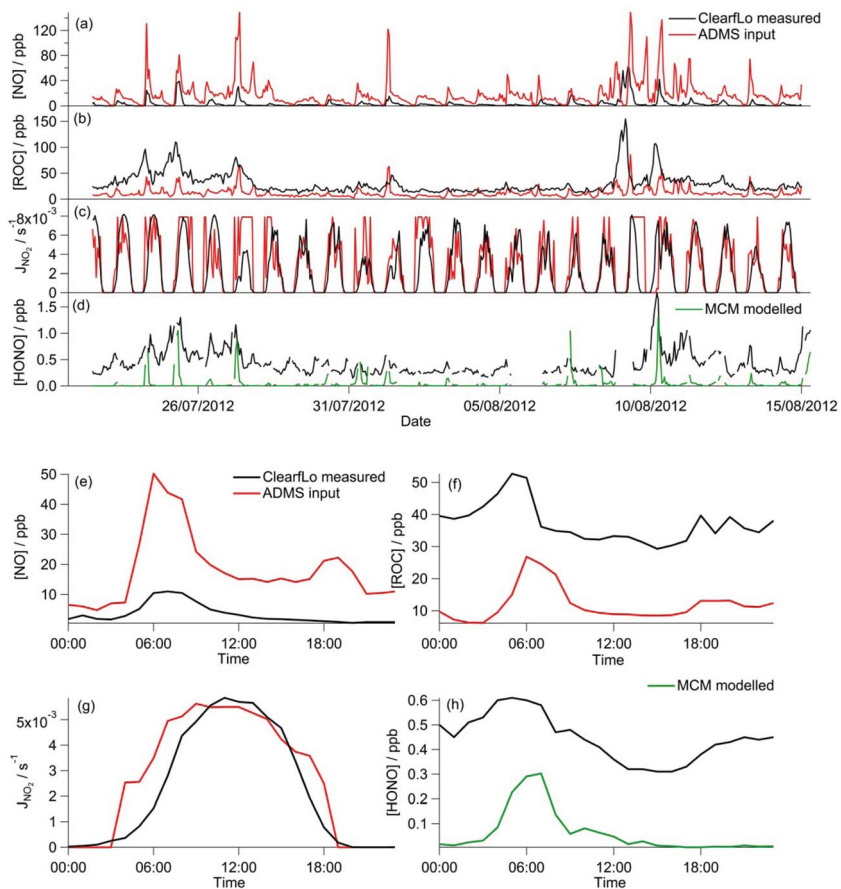 (a)
ClearfLo measured
ADMS input
[NO] / ppb
120
80
40
0
(b)
[ROC] / ppb
150
100
50
0
(c)
J_NO₂ / s⁻¹
8x10⁻³
6
4
2
0
(d)
MCM modelled
[HONO] / ppb
1.5
1.0
0.5
0.0
26/07/2012 31/07/2012 05/08/2012 10/08/2012 15/08/2012
Date
(e)
ClearfLo measured
ADMS input
[NO] / ppb
50
40
30
20
10
00:00 06:00 12:00 18:00
Time
(f)
[ROC] / ppb
50
40
30
20
10
00:00 06:00 12:00 18:00
Time
(g)
J_NO₂ / s⁻¹
5x10⁻³
4
3
2
1
0
00:00 06:00 12:00 18:00
Time
MCM modelled
(h)
[HONO] / ppb
0.6
0.5
0.4
0.3
0.2
0.1
00:00 06:00 12:00 18:00
Time